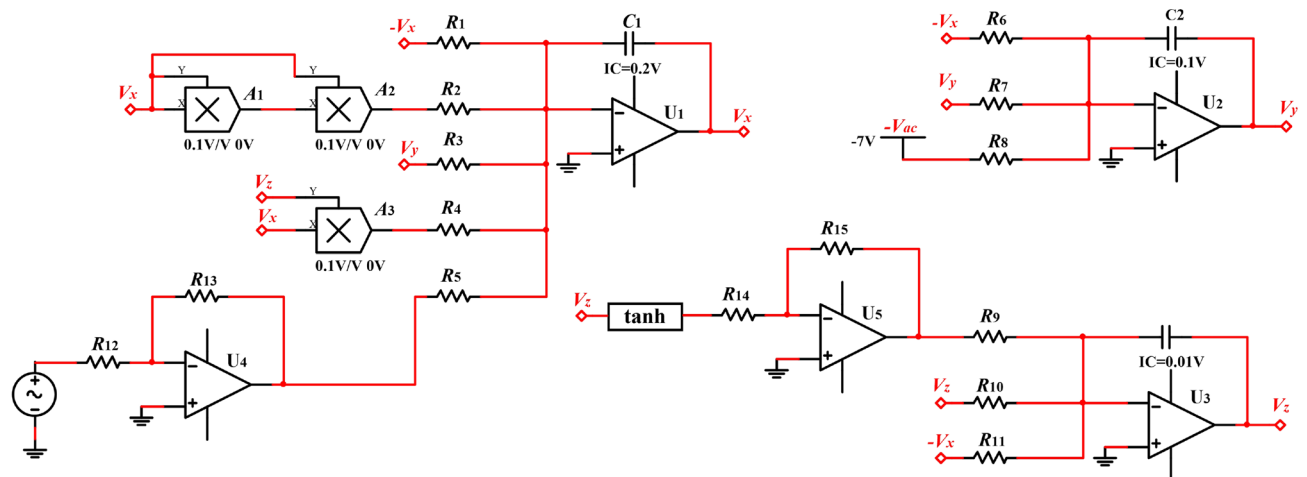 -Vx
R1
C1
IC=0.2V
Vx
Y
X
A1
0.1V/V 0V
Y
X
A2
0.1V/V 0V
R2
U1
Vx
Vy
R3
Vz
Vx
Y
X
A3
0.1V/V 0V
R4
R5
R13
R12
U4
-Vx
R6
C2
IC=0.1V
Vy
R7
U2
Vy
-Vac
-7V
R8
Vz
tanh
R14
R15
U5
R9
IC=0.01V
Vz
R10
U3
Vz
-Vx
R11